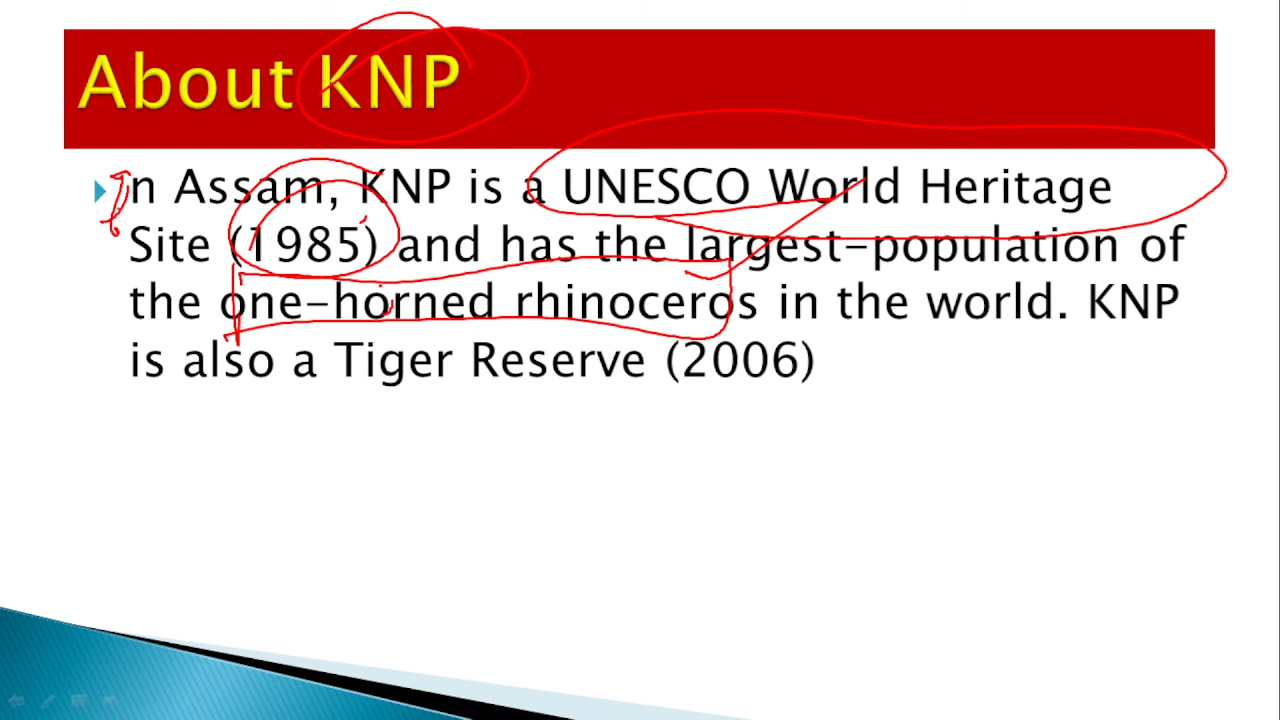 About KNP
In Assam, KNP is a UNESCO World Heritage
Site (1985) and has the largest-population of
the one-horned rhinoceros in the world. KNP
is also a Tiger Reserve (2006)